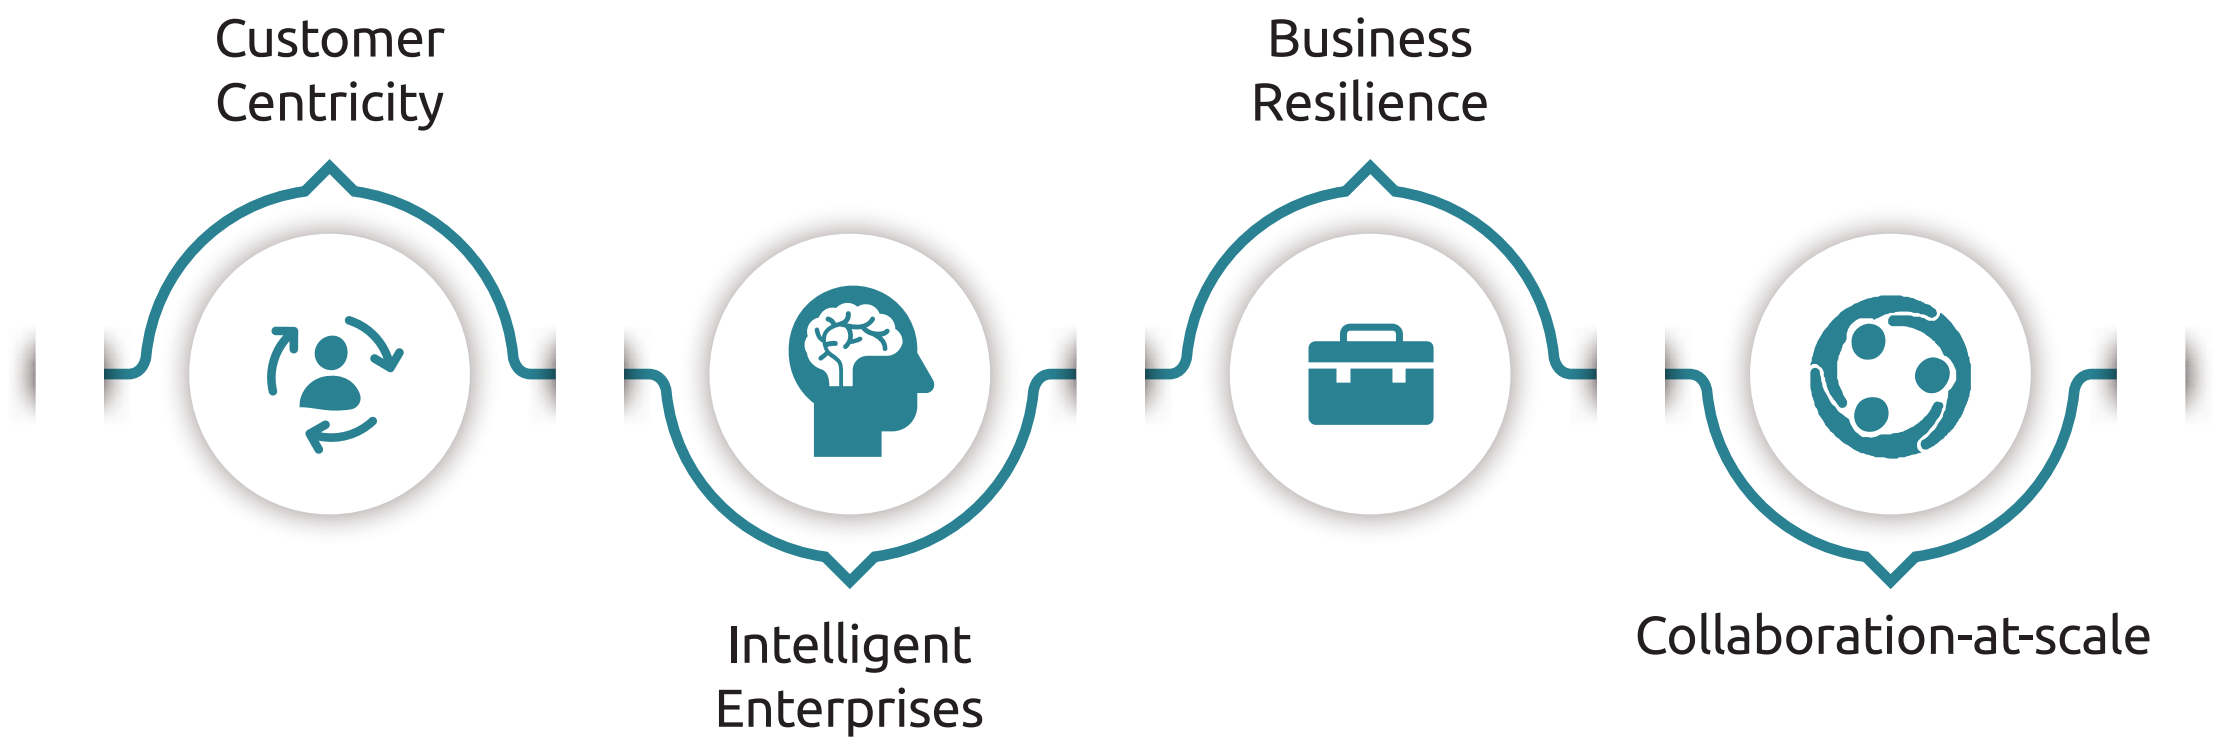 Customer
Centricity
Intelligent
Enterprises
Business
Resilience
Collaboration-at-scale